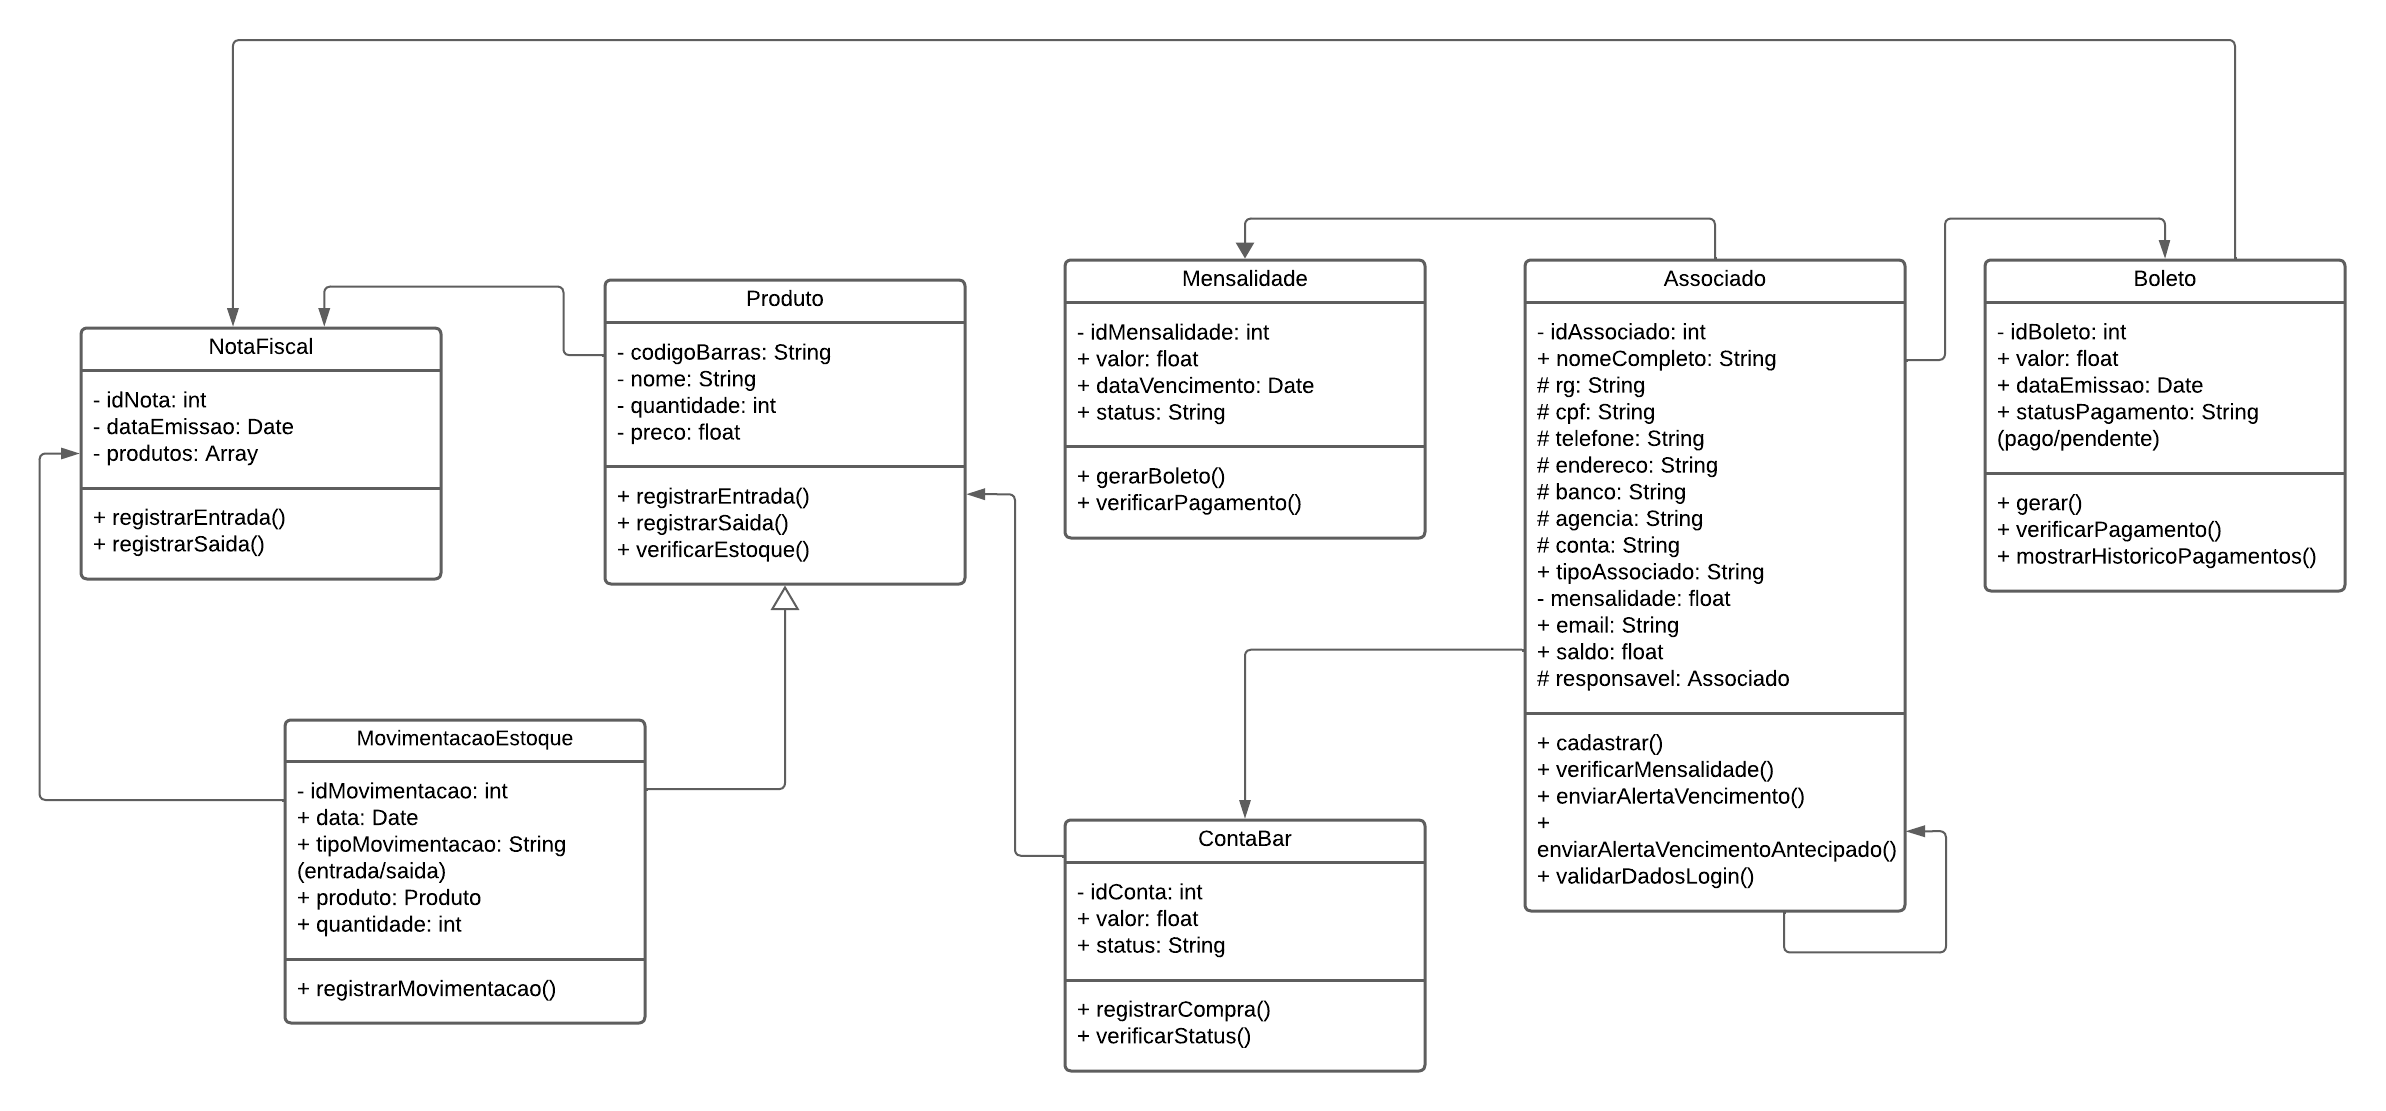 NotaFiscal
- idNota: int
- dataEmissao: Date
- produtos: Array
+ registrarEntrada()
+ registrarSaida()
Produto
- codigoBarras: String
- nome: String
- quantidade: int
- preco: float
+ registrarEntrada()
+ registrarSaida()
+ verificarEstoque()
MovimentacaoEstoque
- idMovimentacao: int
+ data: Date
+ tipoMovimentacao: String
(entrada/saida)
+ produto: Produto
+ quantidade: int
+ registrarMovimentacao()
Mensalidade
- idMensalidade: int
+ valor: float
+ dataVencimento: Date
+ status: String
+ gerarBoleto()
+ verificarPagamento()
ContaBar
- idConta: int
+ valor: float
+ status: String
+ registrarCompra()
+ verificarStatus()
Associado
- idAssociado: int
+ nomeCompleto: String
# rg: String
# cpf: String
# telefone: String
# endereco: String
# banco: String
# agencia: String
# conta: String
+ tipoAssociado: String
- mensalidade: float
+ email: String
+ saldo: float
# responsavel: Associado
+ cadastrar()
+ verificarMensalidade()
+ enviarAlertaVencimento()
+
enviarAlertaVencimentoAntecipado()
+ validarDadosLogin()
Boleto
- idBoleto: int
+ valor: float
+ dataEmissao: Date
+ statusPagamento: String
(pago/pendente)
+ gerar()
+ verificarPagamento()
+ mostrarHistoricoPagamentos()